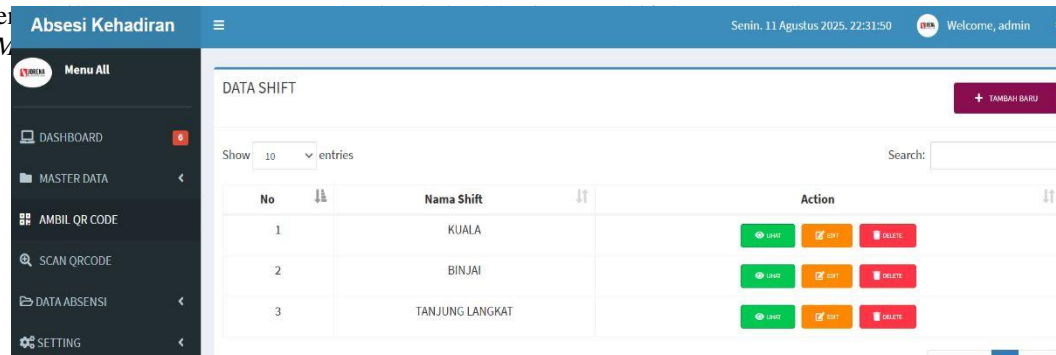 er
Absesi Kehadiran
Senin. 11 Agustus 2025. 22:31:50
Welcome, admin
M
Menu All
DATA SHIFT
+ TAMBAH BARU
DASHBOARD 6
Show 10 entries
Search:
MASTER DATA
No Nama Shift Action
AMBIL QR CODE
1 KUALA LIHAT EDIT DELETE
SCAN QRCODE
2 BINJAI LIHAT EDIT DELETE
DATA ABSENSI
3 TANJUNG LANGKAT LIHAT EDIT DELETE
SETTING